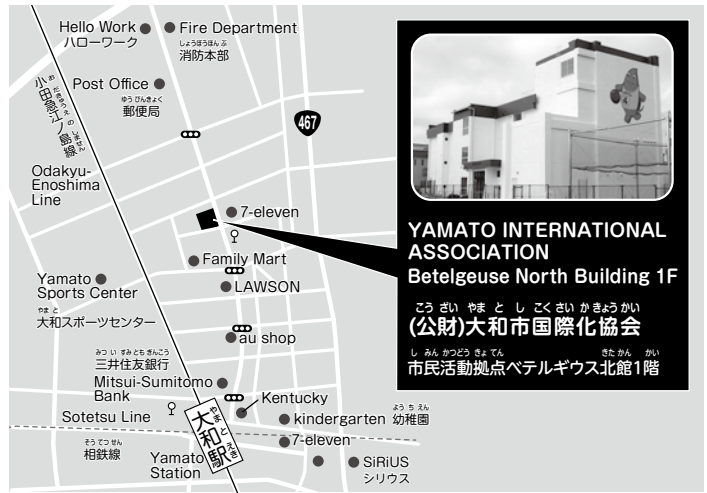 Hello Work
ハローワーク
Fire Department
しょうぼうほんぶ
消防本部
Post Office
ゆうびんきょく
郵便局
おだきゅうえのしません
小田急江ノ島線
467
Odakyu-
Enoshima
Line
7-eleven
Family Mart
LAWSON
Yamato
Sports Center
やまと
大和スポーツセンター
au shop
みついすみともぎんこう
三井住友銀行
Mitsui-Sumitomo
Bank
Kentucky
Sotetsu Line
そうてつせん
相鉄線
やまとえき
大和駅
Yamato
Station
kindergarten
ようちえん
幼稚園
7-eleven
SiRiUS
シリウス
YAMATO INTERNATIONAL
ASSOCIATION
Betelgeuse North Building 1F
こうざい やまとしこくさいかきょうかい
(公財)大和市国際化協会
しみんかつどうきょてん きたかん かい
市民活動拠点ベテルギウス北館1階